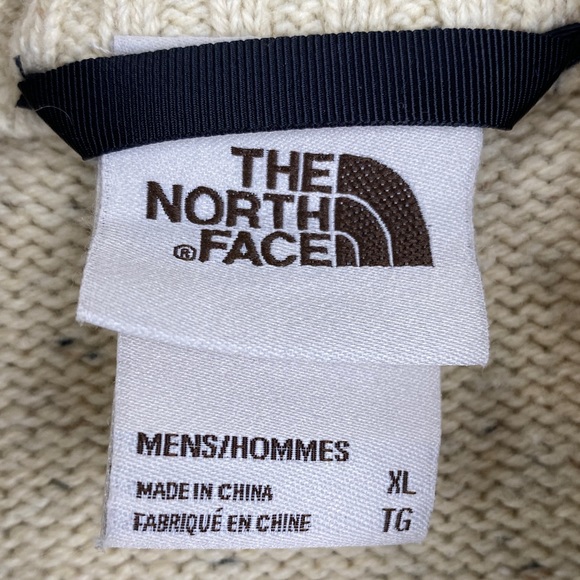 THE
NORTH
® FACE
MENS/HOMMES
MADE IN CHINA XL
FABRIQUÉ EN CHINE TG